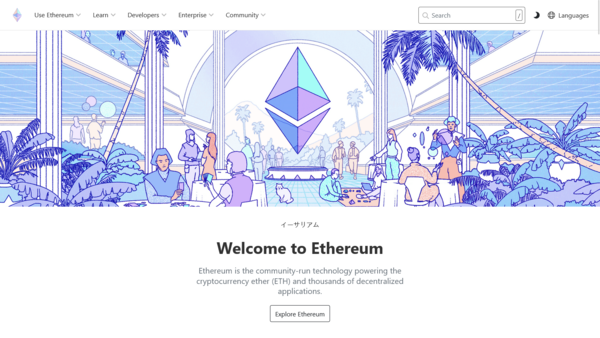 Use Ethereum Learn Developers Enterprise Community Search / Languages
イーサリアム
Welcome to Ethereum
Ethereum is the community-run technology powering the
cryptocurrency ether (ETH) and thousands of decentralized
applications.
Explore Ethereum